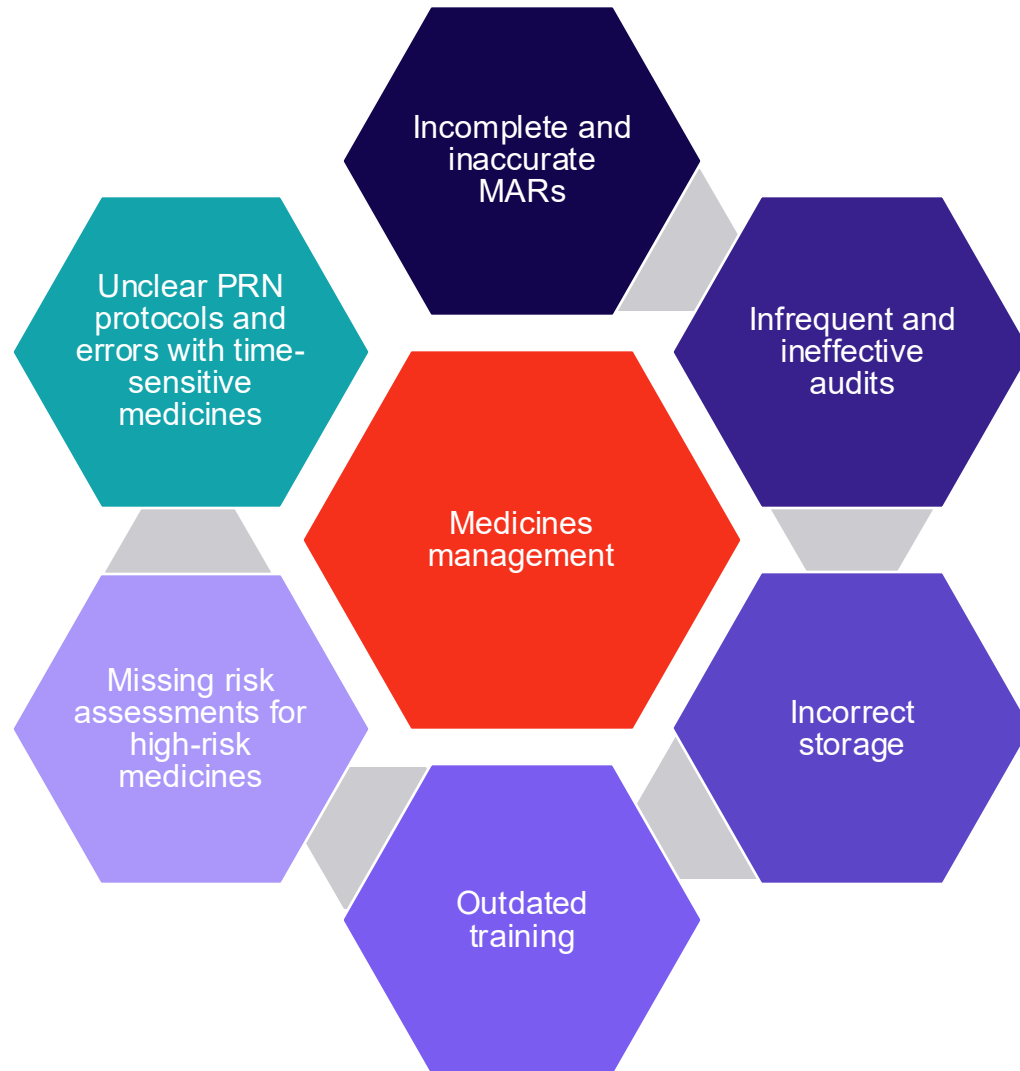 Incomplete and
inaccurate
MARs
Infrequent and
ineffective
audits
Incorrect
storage
Outdated
training
Missing risk
assessments for
high-risk
medicines
Unclear PRN
protocols and
errors with time-
sensitive
medicines
Medicines
management